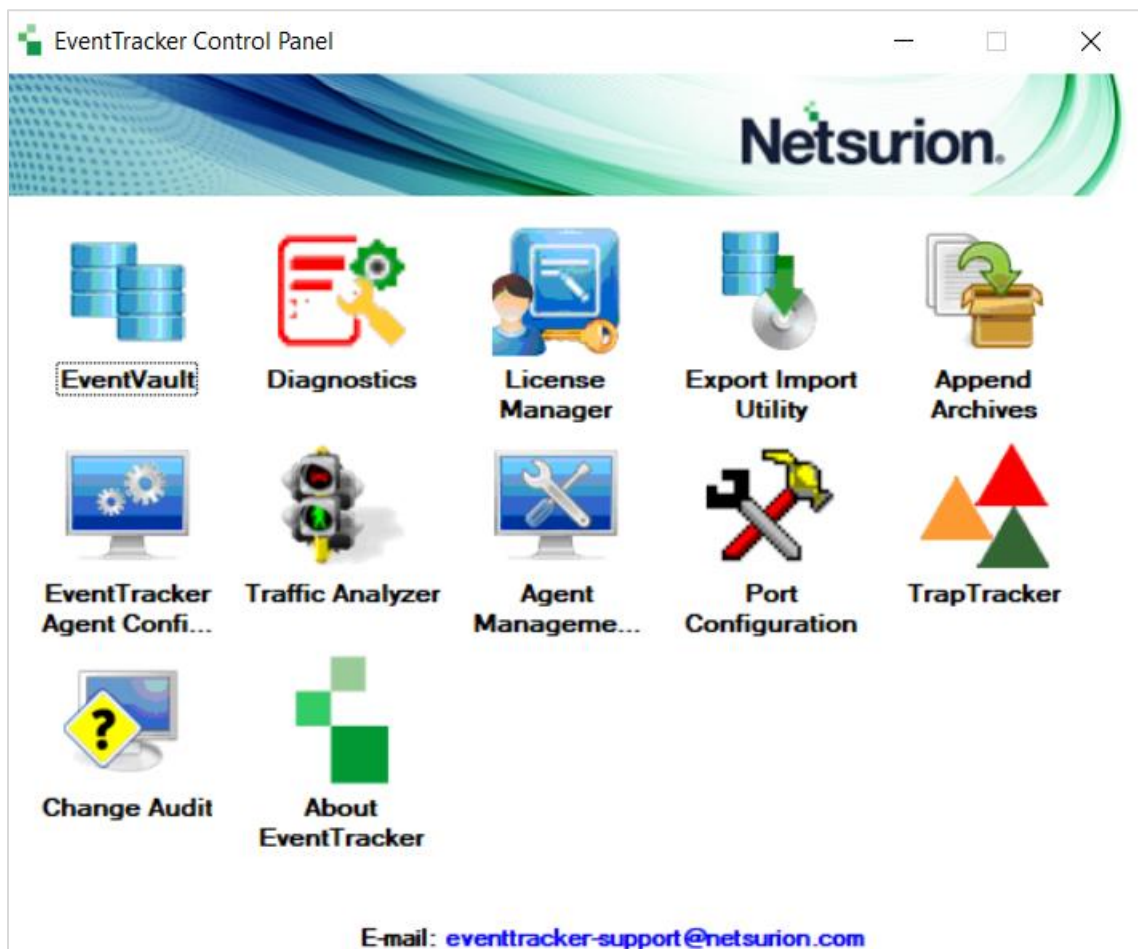 EventTracker Control Panel
Netsurion.
EventVault Diagnostics License Export Import Append
Manager Utility Archives
EventTracker Traffic Analyzer Agent Port TrapTracker
Agent Confi... Manageme... Configuration
?
Change Audit About
EventTracker
E-mail: eventtracker-support@netsurion.com